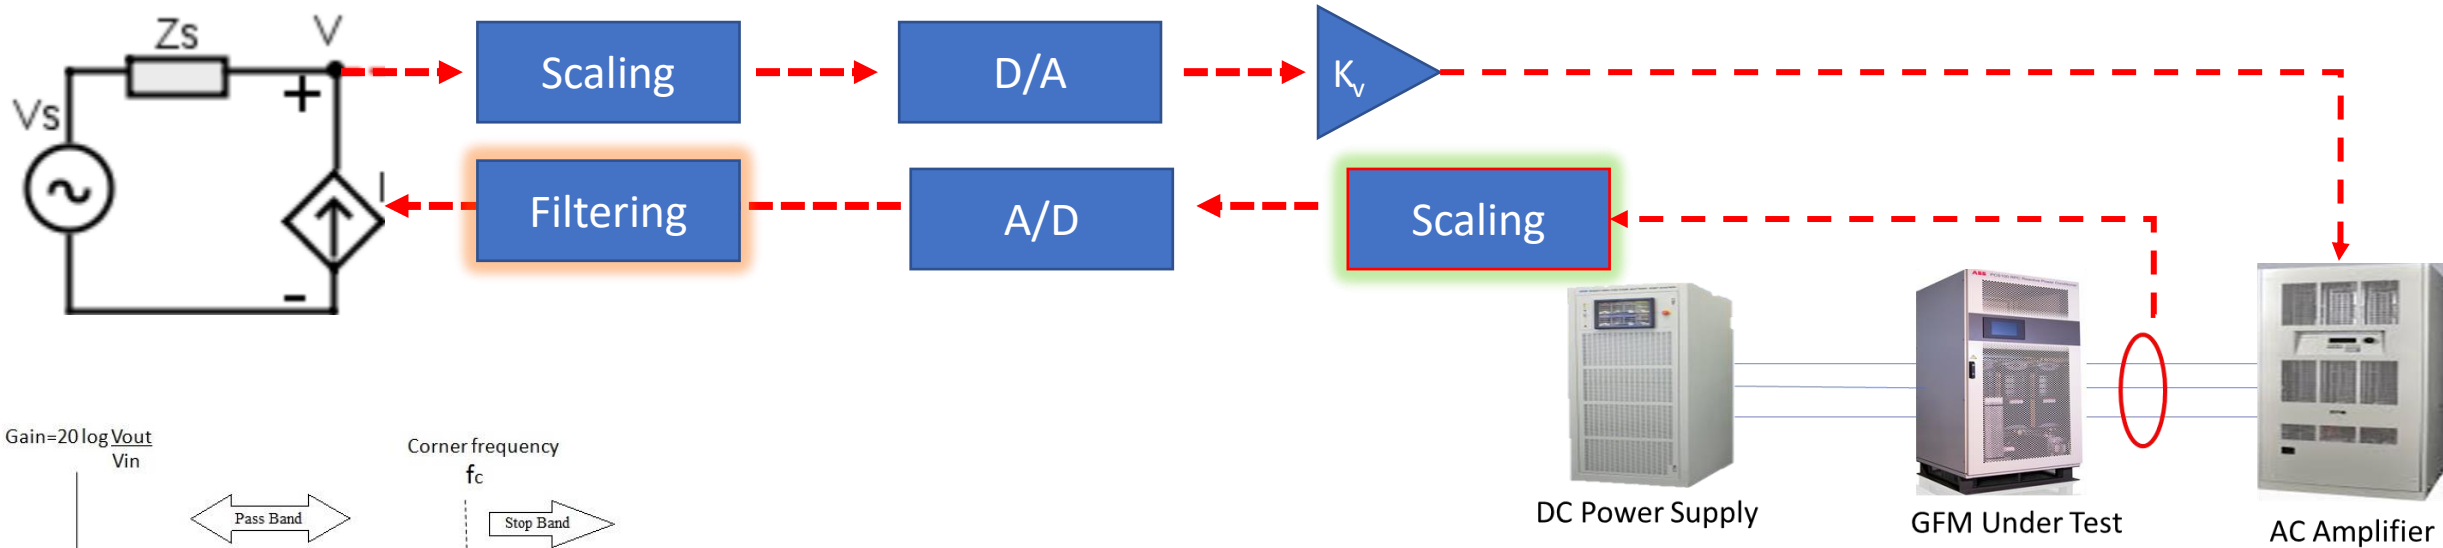 Zs
V
Vs
+
I
-
Scaling
D/A
Kv
Filtering
A/D
Scaling
ABB
DC Power Supply
GFM Under Test
AC Amplifier
Gain=20 log Vout
Vin
Corner frequency
fc
Pass Band
Stop Band